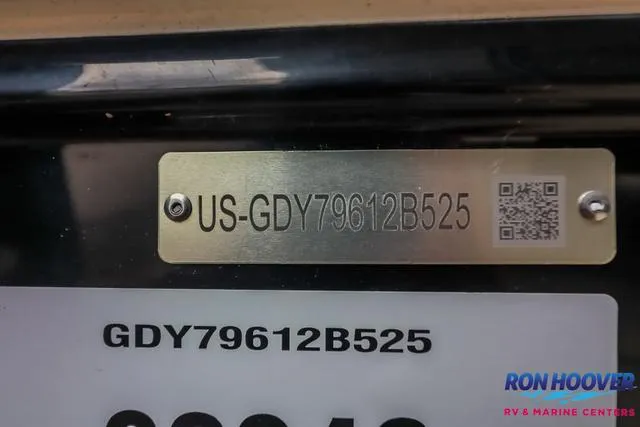 US-GDY79612B525
GDY79612B525
RON HOOVER
RV & MARINE CENTERS